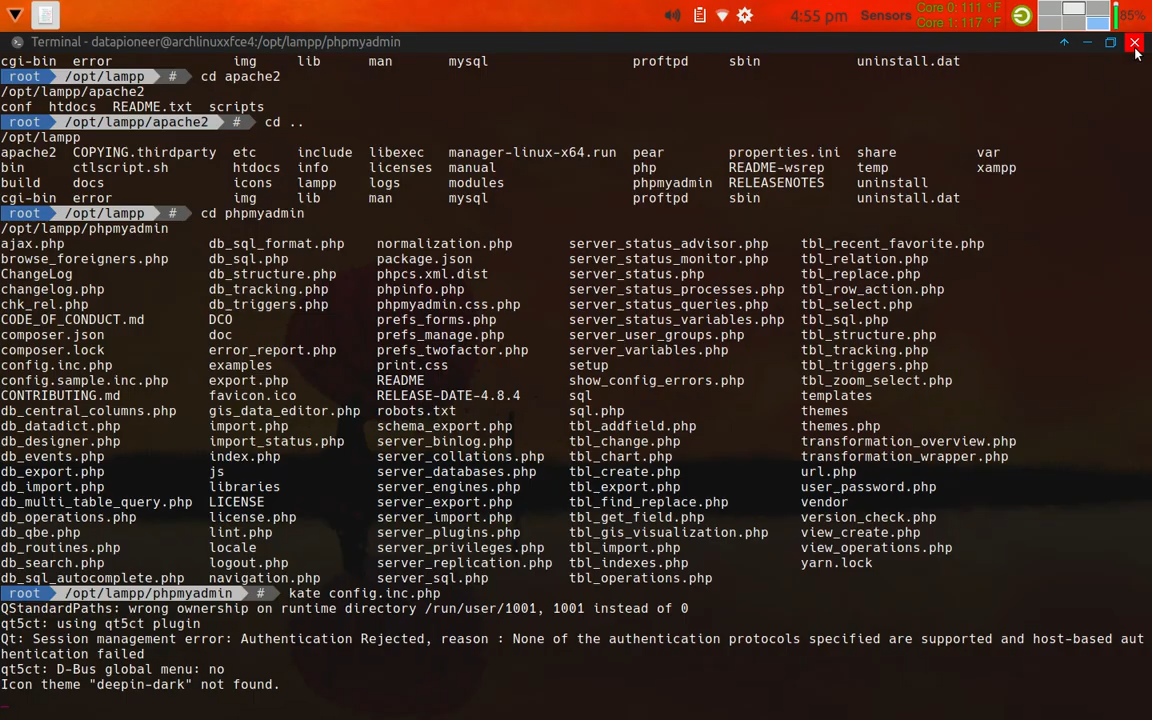 4:55 pm Sensors Core 0: 111 °F 85%
Core 1: 117 °F
Terminal - datapioneer@archlinuxxfce4:/opt/lampp/phpmyadmin
cgi-bin error img lib man mysql proftpd sbin uninstall.dat
root /opt/lampp # cd apache2
/opt/lampp/apache2
conf htdocs README.txt scripts
root /opt/lampp/apache2 # cd ..
/opt/lampp
apache2 COPYING.thirdparty etc include libexec manager-linux-x64.run pear properties.ini share var
bin ctlscript.sh htdocs info licenses manual php README-wsrep temp xampp
build docs icons lampp logs modules phpmyadmin RELEASENOTES uninstall
cgi-bin error img lib man mysql proftpd sbin uninstall.dat
root /opt/lampp # cd phpmyadmin
/opt/lampp/phpmyadmin
ajax.php db_sql_format.php normalization.php server_status_advisor.php tbl_recent_favorite.php
browse_foreigners.php db_sql.php package.json server_status_monitor.php tbl_relation.php
ChangeLog db_structure.php phpcs.xml.dist server_status.php tbl_replace.php
changelog.php db_tracking.php phpinfo.php server_status_processes.php tbl_row_action.php
chk_rel.php db_triggers.php phpmyadmin.css.php server_status_queries.php tbl_select.php
CODE_OF_CONDUCT.md DCO prefs_forms.php server_status_variables.php tbl_sql.php
composer.json doc prefs_manage.php server_user_groups.php tbl_structure.php
composer.lock error_report.php prefs_twofactor.php server_variables.php tbl_tracking.php
config.inc.php examples print.css setup tbl_triggers.php
config.sample.inc.php export.php README show_config_errors.php tbl_zoom_select.php
CONTRIBUTING.md favicon.ico RELEASE-DATE-4.8.4 sql templates
db_central_columns.php gis_data_editor.php robots.txt sql.php themes
db_datadict.php import.php schema_export.php tbl_addfield.php themes.php
db_designer.php import_status.php server_binlog.php tbl_change.php transformation_overview.php
db_events.php index.php server_collations.php tbl_chart.php transformation_wrapper.php
db_export.php js server_databases.php tbl_create.php url.php
db_import.php libraries server_engines.php tbl_export.php user_password.php
db_multi_table_query.php LICENSE server_export.php tbl_find_replace.php vendor
db_operations.php license.php server_import.php tbl_get_field.php version_check.php
db_qbe.php lint.php server_plugins.php tbl_gis_visualization.php view_create.php
db_routines.php locale server_privileges.php tbl_import.php view_operations.php
db_search.php logout.php server_replication.php tbl_indexes.php yarn.lock
db_sql_autocomplete.php navigation.php server_sql.php tbl_operations.php
root /opt/lampp/phpmyadmin # kate config.inc.php
QStandardPaths: wrong ownership on runtime directory /run/user/1001, 1001 instead of 0
qt5ct: using qt5ct plugin
Qt: Session management error: Authentication Rejected, reason : None of the authentication protocols specified are supported and host-based aut
hentication failed
qt5ct: D-Bus global menu: no
Icon theme "deepin-dark" not found.